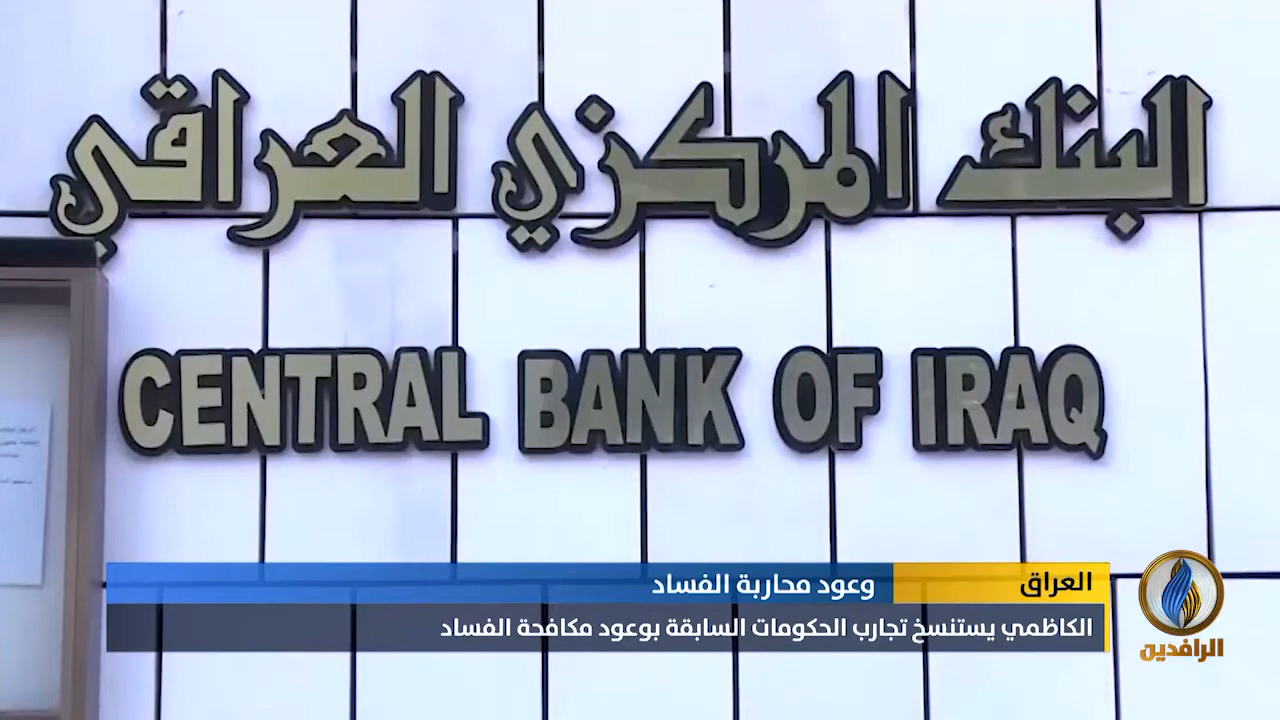 البنك المركزي العراقي
CENTRAL BANK OF IRAQ
العراق
وعود محاربة الفساد
الكاظمي يستنسخ تجارب الحكومات السابقة بوعود مكافحة الفساد
الرافدين